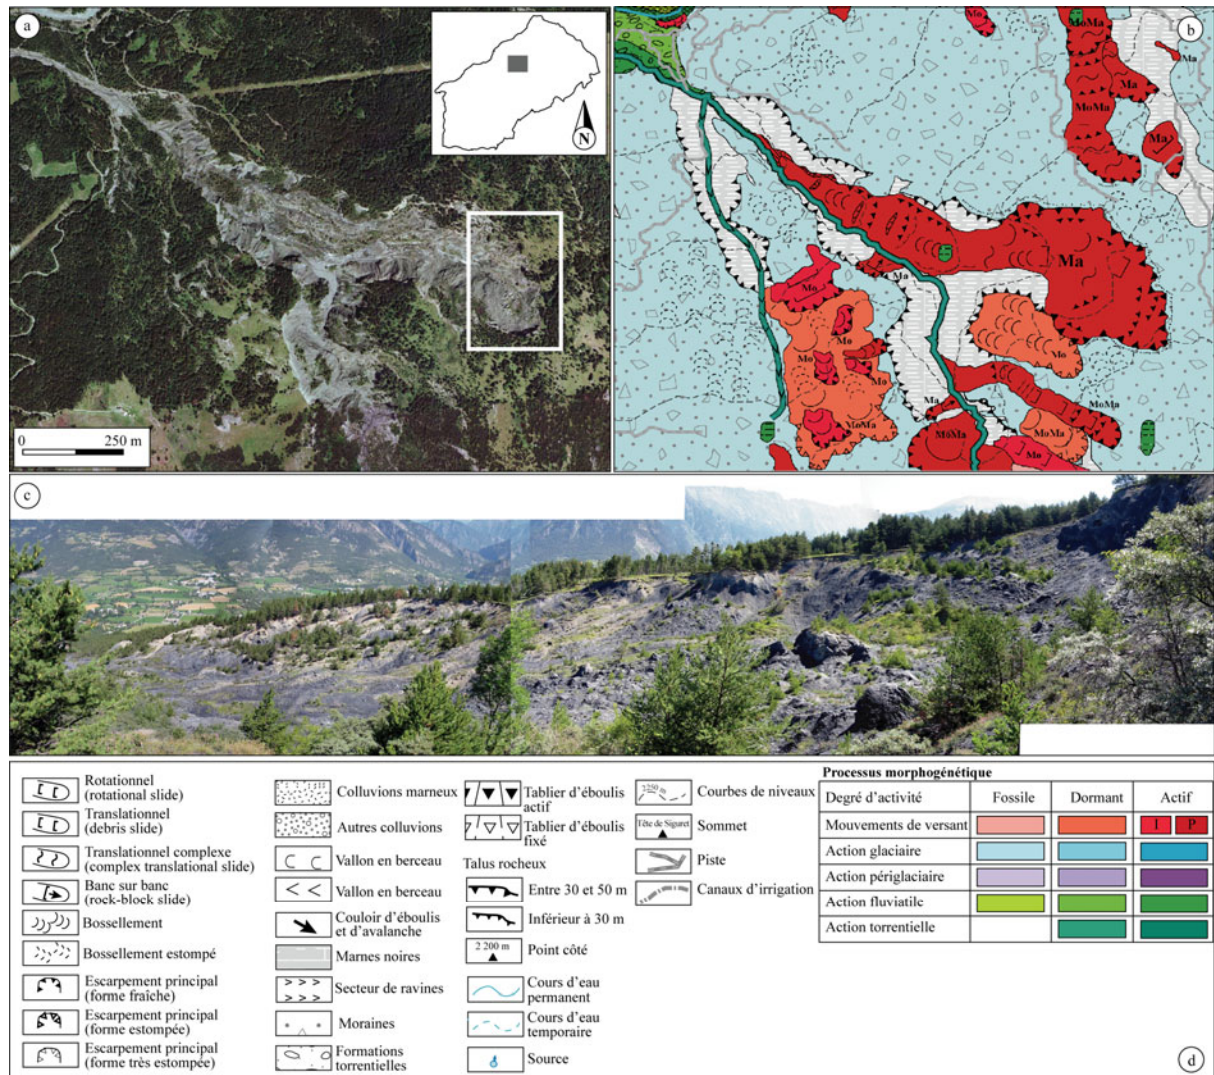 a
N
0 250 m
b
Mo
MoMa
Ma
Ma
MoMa
Ma
Ma
Ma
Mo
Mo
Mo
Mo
Ma
MoMa
MoMa
MoMa
MoMa
Mo
c
Rotationnel
(rotational slide)
Translationnel
(debris slide)
Translationnel complexe
(complex translational slide)
Banc sur banc
(rock-block slide)
Bossellement
Bossellement estompé
Escarpement principal
(forme fraîche)
Escarpement principal
(forme estompée)
Escarpement principal
(forme très estompée)
Colluvions marneux
Autres colluvions
Vallon en berceau
Vallon en berceau
Couloir d'éboulis
et d'avalanche
Marnes noires
Secteur de ravines
Moraines
Formations
torrentielles
Tablier d'éboulis
actif
Tablier d'éboulis
fixé
Talus rocheux
Entre 30 et 50 m
Inférieur à 30 m
2 200 m
Point côté
Cours d'eau
permanent
Cours d'eau
temporaire
Source
2250 m
Courbes de niveaux
Tête de Siguret
Sommet
Piste
Canaux d'irrigation
Processus morphogénétique
Degré d'activité Fossile Dormant Actif
Mouvements de versant I P
Action glaciaire
Action périglaciaire
Action fluviatile
Action torrentielle
d